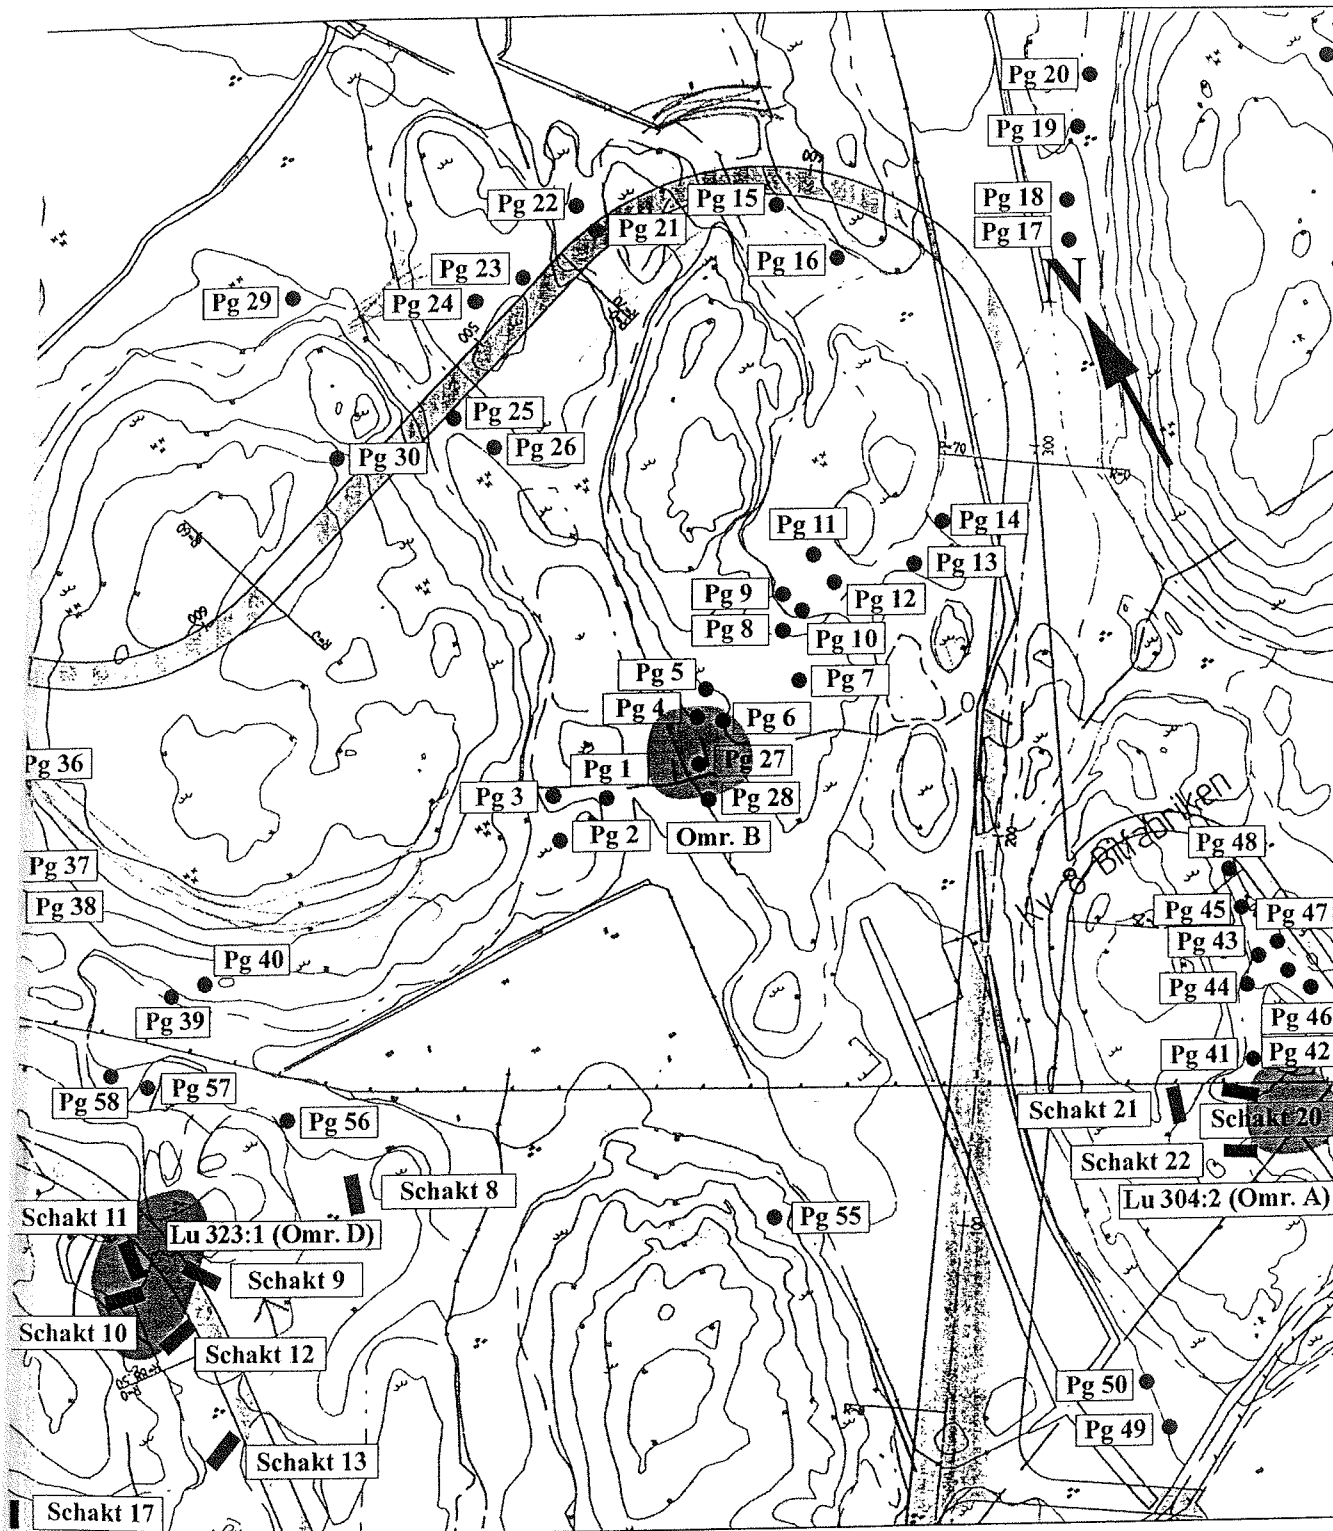 Pg 20
Pg 19
Pg 18
Pg 17
N
Pg 22
Pg 15
Pg 21
Pg 16
Pg 23
Pg 24
Pg 29
500
Pg 25
Pg 26
Pg 30
R=70
300
Pg 11
Pg 14
Pg 13
Pg 9
Pg 12
Pg 8
Pg 10
600
Pg 5
Pg 7
Pg 4
Pg 6
Pg 36
Pg 1
Pg 27
Pg 3
Pg 28
Pg 2
Omr. B
200
Kv Bilfabriken
Pg 48
Pg 37
Pg 38
Pg 45
Pg 47
Pg 43
Pg 40
Pg 44
Pg 39
Pg 46
Pg 41
Pg 42
Pg 58
Pg 57
Pg 56
Schakt 21
Schakt 20
Schakt 22
Schakt 8
Lu 304:2 (Omr. A)
Schakt 11
Lu 323:1 (Omr. D)
Pg 55
Schakt 9
Schakt 10
Schakt 12
Pg 50
Pg 49
Schakt 13
Schakt 17